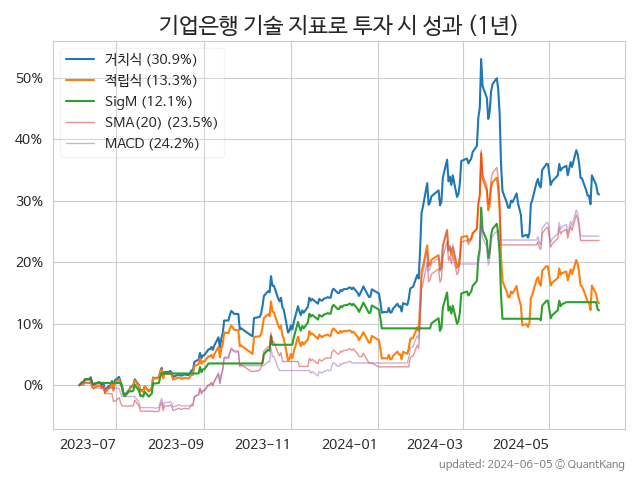 기업은행 기술 지표로 투자 시 성과 (1년)
거치식 (30.9%)
적립식 (13.3%)
SigM (12.1%)
SMA(20) (23.5%)
MACD (24.2%)
50%
40%
30%
20%
10%
0%
2023-07 2023-09 2023-11 2024-01 2024-03 2024-05
updated: 2024-06-05 © QuantKang